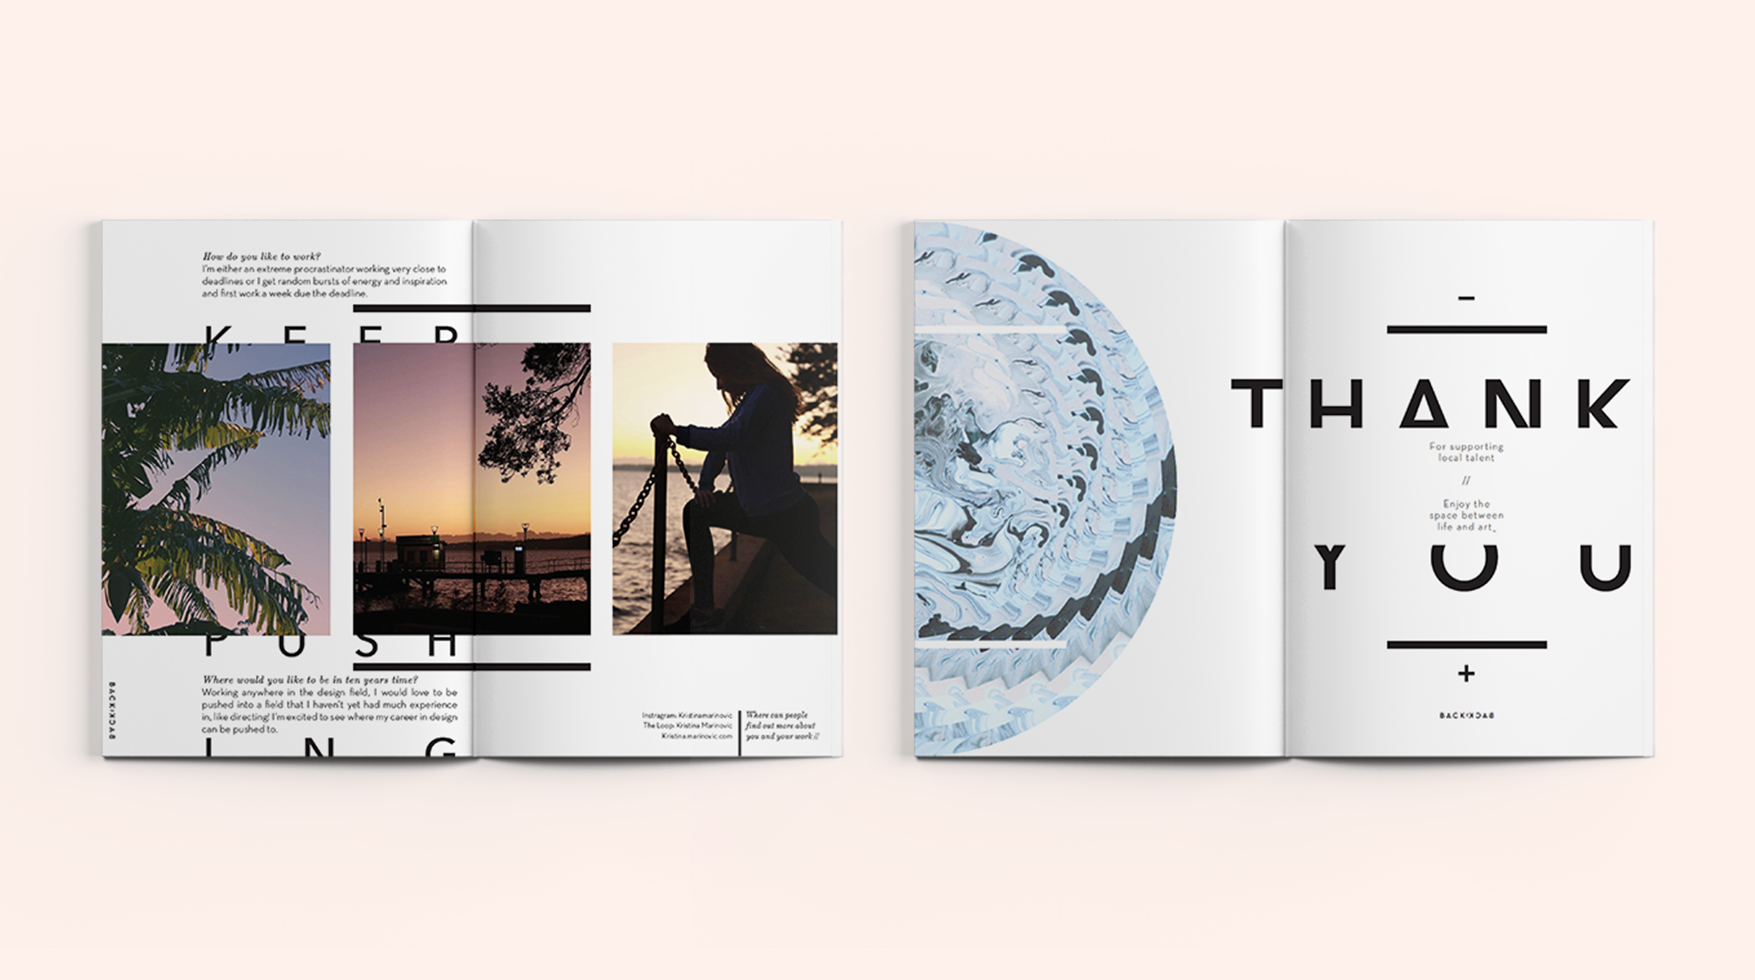 How do you like to work?
I'm either an extreme procrastinator working very close to
deadlines or I get random bursts of energy and inspiration
and first work a week due the deadline.
K E E P
P U S H
Where would you like to be in ten years time?
Working anywhere in the design field, I would love to be
pushed into a field that I haven't yet had much experience
in, like directing! I'm excited to see where my career in design
can be pushed to.
I N G
BACKKCAB
Instagram: Kristinamarinovic
The Loop: Kristina Marinovic
Kristina.marinovic.com
Where can people
find out more about
you and your work //
–
THANK
For supporting
local talent
//
Enjoy the
space between
life and art_
YOU
+
BACKKCAB